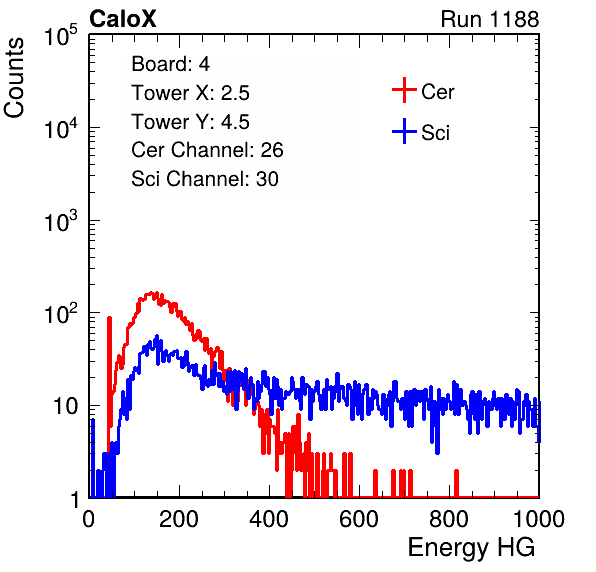 CaloX Run 1188
Counts
10^5
10^4
10^3
10^2
10
1
Board: 4
Tower X: 2.5
Tower Y: 4.5
Cer Channel: 26
Sci Channel: 30
Cer
Sci
0 200 400 600 800 1000
Energy HG